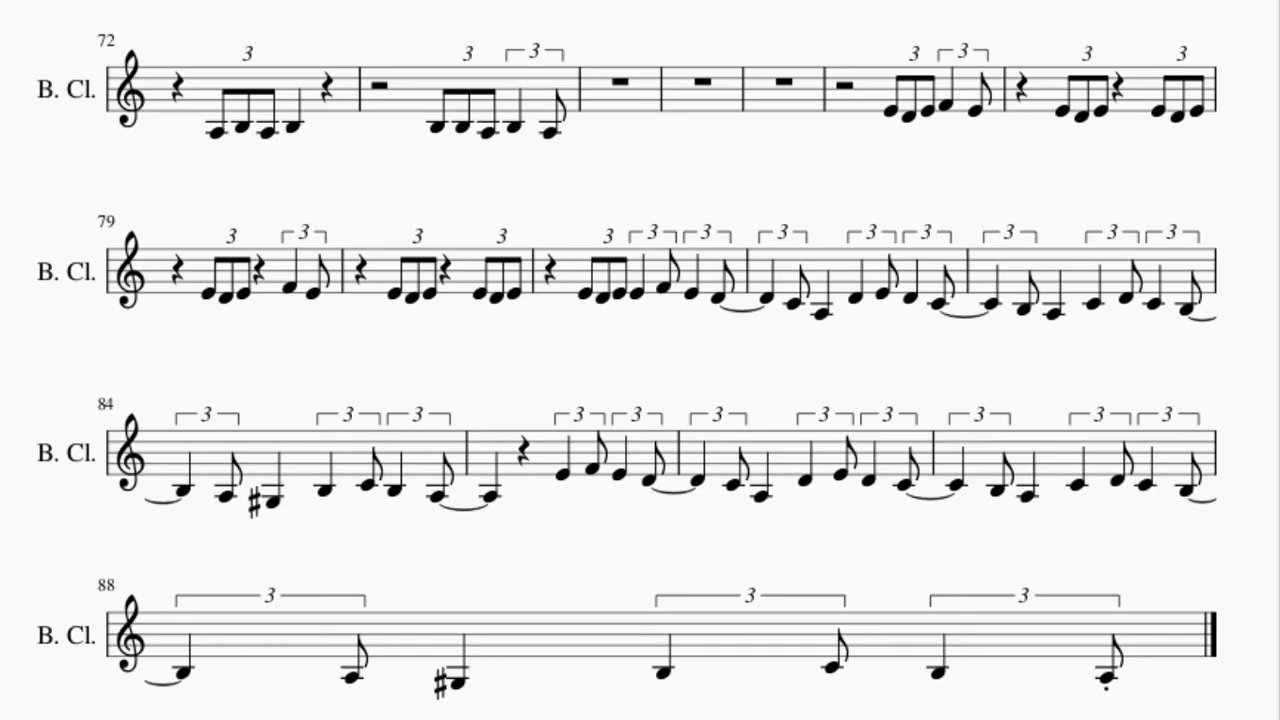 72
3 3 3 3 3 3 3
B. Cl.
79
3 3 3 3 3 3 3 3 3 3 3 3 3
B. Cl.
84
3 3 3 3 3 3 3 3 3 3 3
B. Cl.
88
3 3 3
B. Cl.